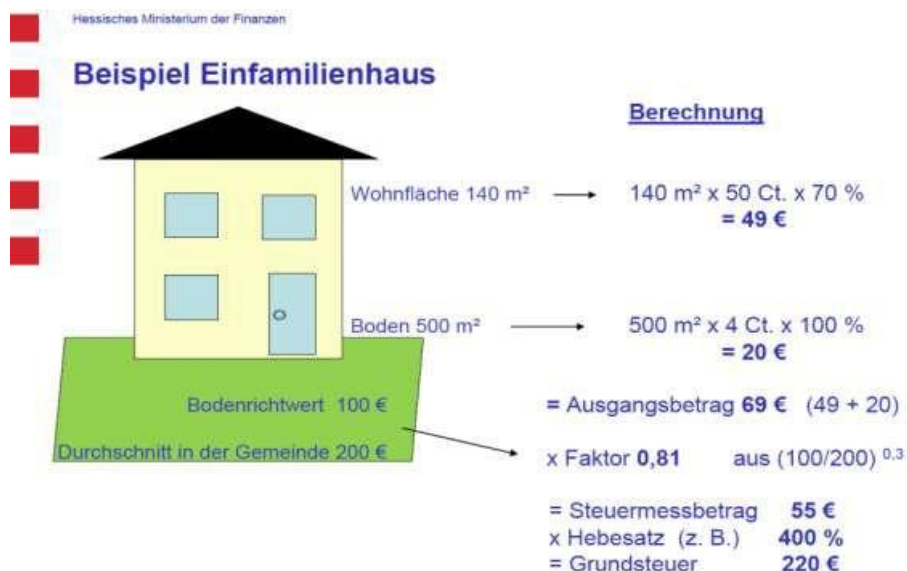 Hessisches Ministerium der Finanzen
Beispiel Einfamilienhaus
Berechnung
Wohnfläche 140 m² 140 m² x 50 Ct. x 70 %
= 49 €
Boden 500 m² 500 m² x 4 Ct. x 100 %
= 20 €
Bodenrichtwert 100 € = Ausgangsbetrag 69 € (49 + 20)
Durchschnitt in der Gemeinde 200 € x Faktor 0,81 aus (100/200) ⁰,³
= Steuermessbetrag 55 €
x Hebesatz (z. B.) 400 %
= Grundsteuer 220 €